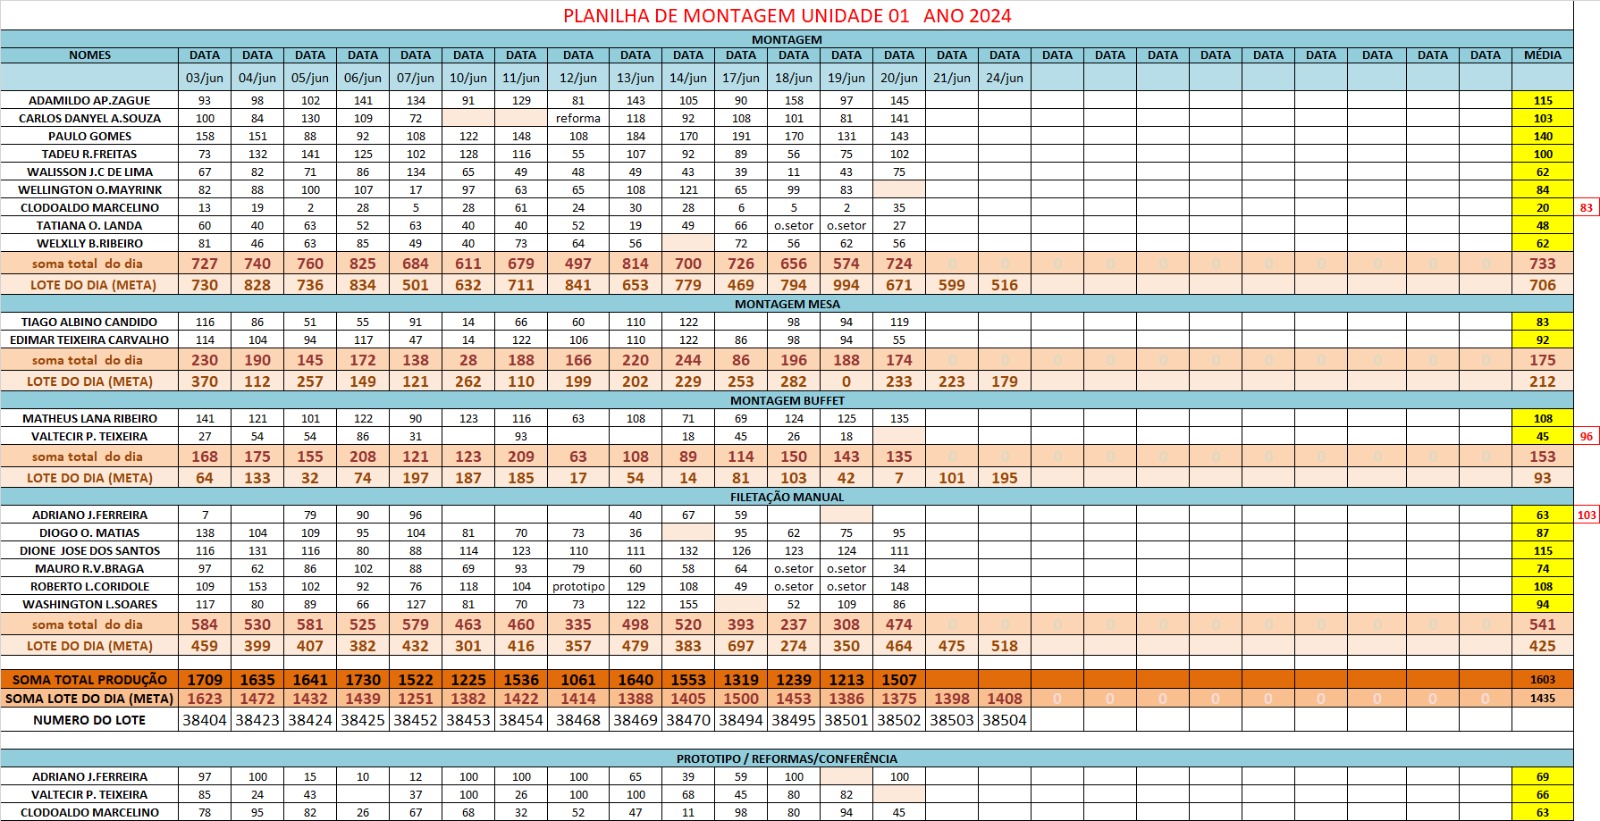 PLANILHA DE MONTAGEM UNIDADE 01 ANO 2024
MONTAGEM
NOMES DATA DATA DATA DATA DATA DATA DATA DATA DATA DATA DATA DATA DATA DATA DATA DATA DATA DATA DATA DATA DATA DATA DATA DATA DATA MÉDIA
03/jun 04/jun 05/jun 06/jun 07/jun 10/jun 11/jun 12/jun 13/jun 14/jun 17/jun 18/jun 19/jun 20/jun 21/jun 24/jun
ADAMILDO AP.ZAGUE 93 98 102 141 134 91 129 81 143 105 90 158 97 145 115
CARLOS DANYEL A.SOUZA 100 84 130 109 72 reforma 118 92 108 101 81 141 103
PAULO GOMES 158 151 88 92 108 122 148 108 184 170 191 170 131 143 140
TADEU R.FREITAS 73 132 141 125 102 128 116 55 107 92 89 56 75 102 100
WALISSON J.C DE LIMA 67 82 71 86 134 65 49 48 49 43 39 11 43 75 62
WELLINGTON O.MAYRINK 82 88 100 107 17 97 63 65 108 121 65 99 83 84
CLODOALDO MARCELINO 13 19 2 28 5 28 61 24 30 28 6 5 2 35 20 83
TATIANA O. LANDA 60 40 63 52 63 40 40 52 19 49 66 o.setor o.setor 27 48
WELXLLY B.RIBEIRO 81 46 63 85 49 40 73 64 56 72 56 62 56 62
soma total do dia 727 740 760 825 684 611 679 497 814 700 726 656 574 724 0 0 0 0 0 0 0 0 0 0 0 733
LOTE DO DIA (META) 730 828 736 834 501 632 711 841 653 779 469 794 994 671 599 516 706
MONTAGEM MESA
TIAGO ALBINO CANDIDO 116 86 51 55 91 14 66 60 110 122 98 94 119 83
EDIMAR TEIXEIRA CARVALHO 114 104 94 117 47 14 122 106 110 122 86 98 94 55 92
soma total do dia 230 190 145 172 138 28 188 166 220 244 86 196 188 174 0 0 0 0 0 0 0 0 0 0 0 175
LOTE DO DIA (META) 370 112 257 149 121 262 110 199 202 229 253 282 0 233 223 179 212
MONTAGEM BUFFET
MATHEUS LANA RIBEIRO 141 121 101 122 90 123 116 63 108 71 69 124 125 135 108
VALTECIR P. TEIXEIRA 27 54 54 86 31 93 18 45 26 18 45 96
soma total do dia 168 175 155 208 121 123 209 63 108 89 114 150 143 135 0 0 0 0 0 0 0 0 0 0 0 153
LOTE DO DIA (META) 64 133 32 74 197 187 185 17 54 14 81 103 42 7 101 195 93
FILETAÇÃO MANUAL
ADRIANO J.FERREIRA 7 79 90 96 40 67 59 63 103
DIOGO O. MATIAS 138 104 109 95 104 81 70 73 36 95 62 75 95 87
DIONE JOSE DOS SANTOS 116 131 116 80 88 114 123 110 111 132 126 123 124 111 115
MAURO R.V.BRAGA 97 62 86 102 88 69 93 79 60 58 64 o.setor o.setor 34 74
ROBERTO L.CORIDOLE 109 153 102 92 76 118 104 prototipo 129 108 49 o.setor o.setor 148 108
WASHINGTON L.SOARES 117 80 89 66 127 81 70 73 122 155 52 109 86 94
soma total do dia 584 530 581 525 579 463 460 335 498 520 393 237 308 474 0 0 0 0 0 0 0 0 0 0 0 541
LOTE DO DIA (META) 459 399 407 382 432 301 416 357 479 383 697 274 350 464 475 518 425
SOMA TOTAL PRODUÇÃO 1709 1635 1641 1730 1522 1225 1536 1061 1640 1553 1319 1239 1213 1507 1603
SOMA LOTE DO DIA (META) 1623 1472 1432 1439 1251 1382 1422 1414 1388 1405 1500 1453 1386 1375 1398 1408 0 0 0 0 0 0 0 0 0 1435
NUMERO DO LOTE 38404 38423 38424 38425 38452 38453 38454 38468 38469 38470 38494 38495 38501 38502 38503 38504
PROTOTIPO / REFORMAS/CONFERÊNCIA
ADRIANO J.FERREIRA 97 100 15 10 12 100 100 100 65 39 59 100 100 69
VALTECIR P. TEIXEIRA 85 24 43 37 100 26 100 100 68 45 80 82 66
CLODOALDO MARCELINO 78 95 82 26 67 68 32 52 47 11 98 80 94 45 63